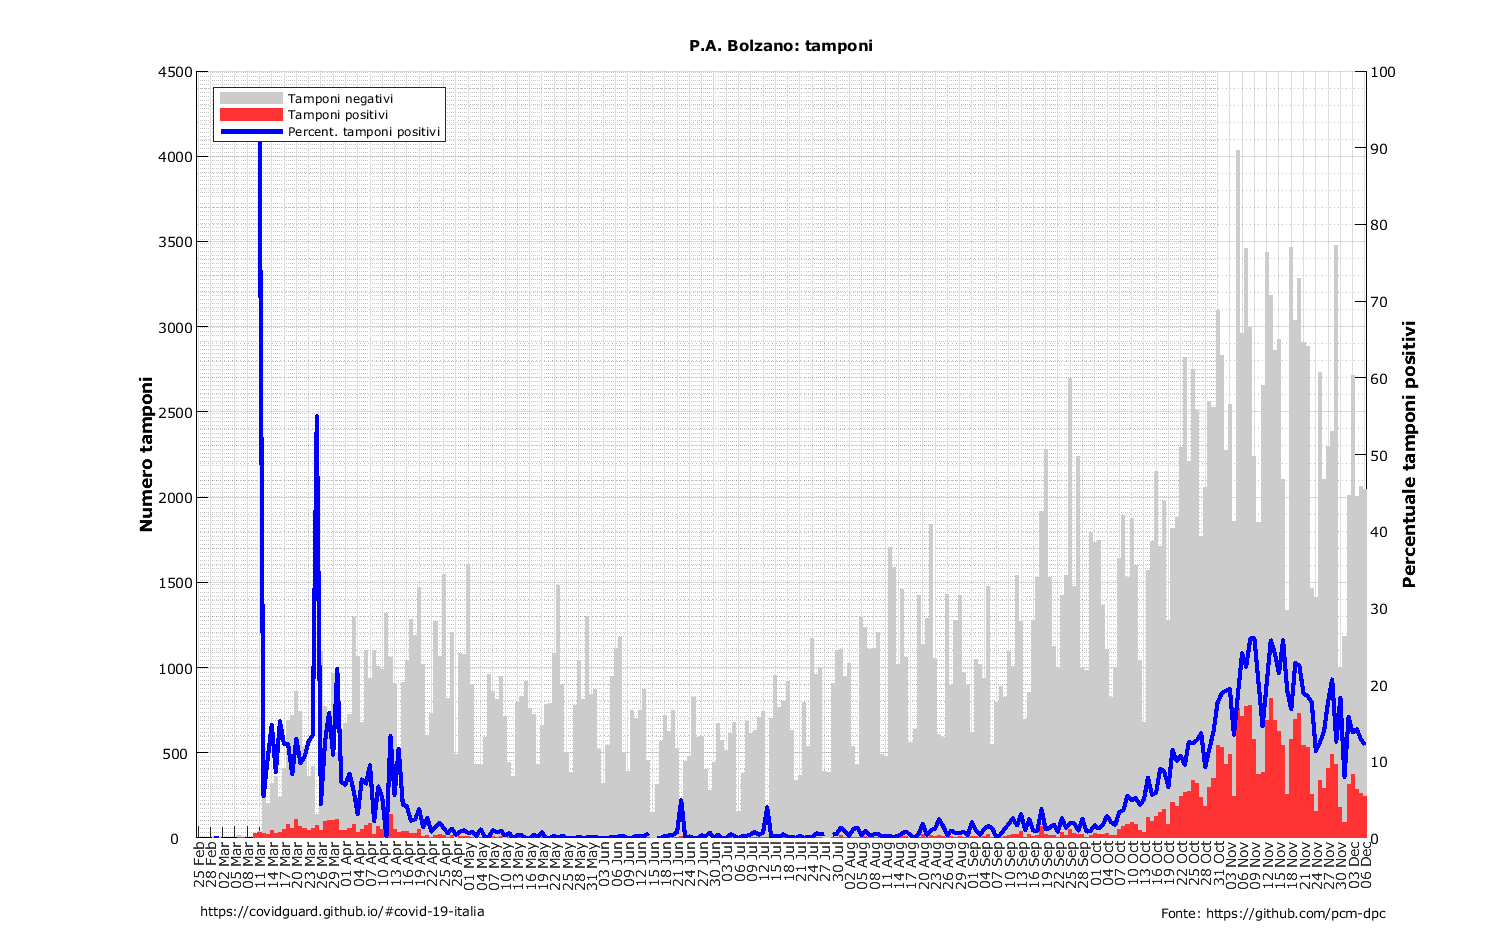 P.A. Bolzano: tamponi
Tamponi negativi
Tamponi positivi
Percent. tamponi positivi
Numero tamponi
4500
4000
3500
3000
2500
2000
1500
1000
500
0
Percentuale tamponi positivi
100
90
80
70
60
50
40
30
20
10
0
25 Feb
28 Feb
02 Mar
05 Mar
08 Mar
11 Mar
14 Mar
17 Mar
20 Mar
23 Mar
26 Mar
29 Mar
01 Apr
04 Apr
07 Apr
10 Apr
13 Apr
16 Apr
19 Apr
22 Apr
25 Apr
28 Apr
01 May
04 May
07 May
10 May
13 May
16 May
19 May
22 May
25 May
28 May
31 May
03 Jun
06 Jun
09 Jun
12 Jun
15 Jun
18 Jun
21 Jun
24 Jun
27 Jun
30 Jun
03 Jul
06 Jul
09 Jul
12 Jul
15 Jul
18 Jul
21 Jul
24 Jul
27 Jul
30 Jul
02 Aug
05 Aug
08 Aug
11 Aug
14 Aug
17 Aug
20 Aug
23 Aug
26 Aug
29 Aug
01 Sep
04 Sep
07 Sep
10 Sep
13 Sep
16 Sep
19 Sep
22 Sep
25 Sep
28 Sep
01 Oct
04 Oct
07 Oct
10 Oct
13 Oct
16 Oct
19 Oct
22 Oct
25 Oct
28 Oct
31 Oct
03 Nov
06 Nov
09 Nov
12 Nov
15 Nov
18 Nov
21 Nov
24 Nov
27 Nov
30 Nov
03 Dec
06 Dec
https://covidguard.github.io/#covid-19-italia
Fonte: https://github.com/pcm-dpc